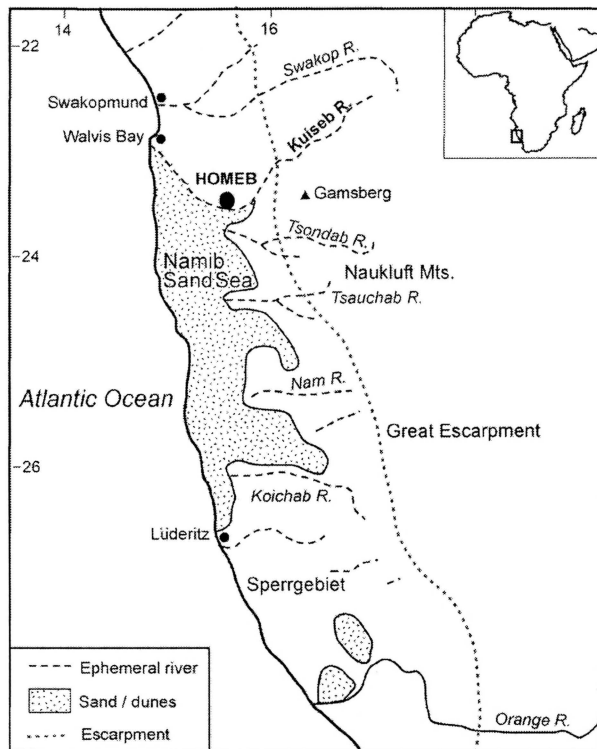 14
16
–22
Swakop R.
Swakopmund
Kuiseb R.
Walvis Bay
HOMEB
Gamsberg
Tsondab R.
–24
Namib
Sand Sea
Naukluft Mts.
Tsauchab R.
Nam R.
Atlantic Ocean
Great Escarpment
–26
Koichab R.
Lüderitz
Sperrgebiet
Ephemeral river
Sand / dunes
Escarpment
Orange R.